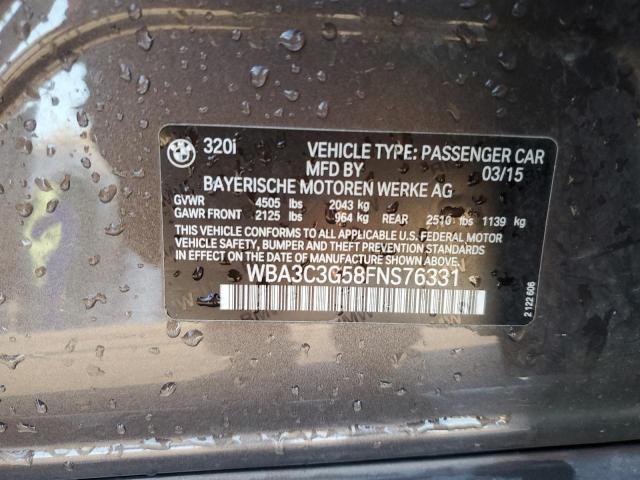 320i VEHICLE TYPE: PASSENGER CAR
MFD BY 03/15
BAYERISCHE MOTOREN WERKE AG
GVWR 4505 lbs 2043 kg
GAWR FRONT 2125 lbs 964 kg REAR 2510 lbs 1139 kg
THIS VEHICLE CONFORMS TO ALL APPLICABLE U.S. FEDERAL MOTOR
VEHICLE SAFETY, BUMPER AND THEFT PREVENTION STANDARDS
IN EFFECT ON THE DATE OF MANUFACTURE SHOWN ABOVE.
WBA3C3G58FNS76331
2 122 606